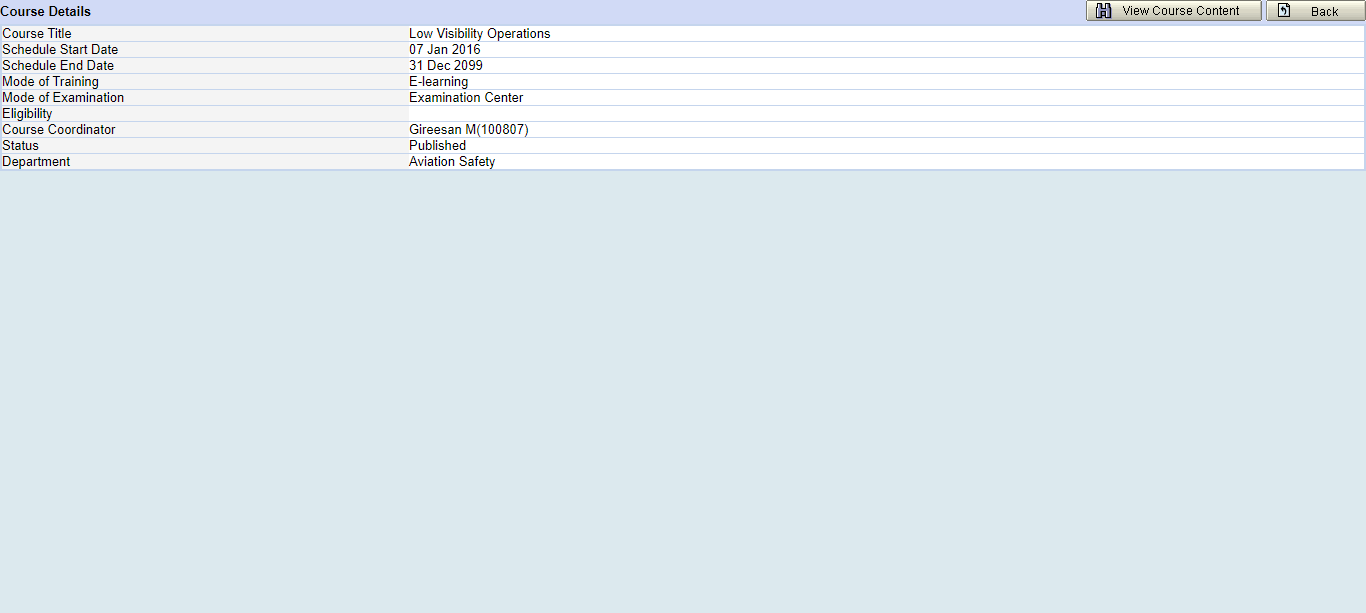 Course Details
View Course Content
Back
Course Title Low Visibility Operations
Schedule Start Date 07 Jan 2016
Schedule End Date 31 Dec 2099
Mode of Training E-learning
Mode of Examination Examination Center
Eligibility
Course Coordinator Gireesan M(100807)
Status Published
Department Aviation Safety